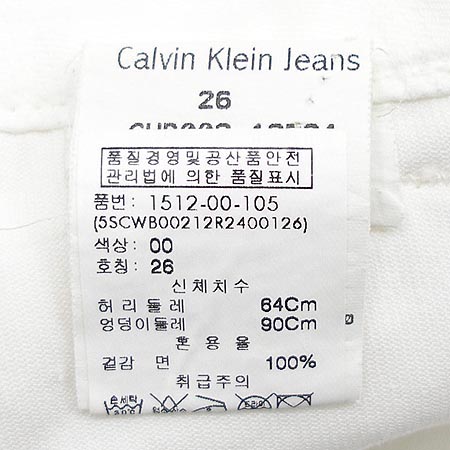 Calvin Klein Jeans
26
품질경영및공산품안전
관리법에 의한 품질표시
품번: 1512-00-105
(5SCWB00212R2400126)
색상: 00
호칭: 26
신체치수
허리둘레 64Cm
엉덩이둘레 90Cm
혼용율
겉감 면 100%
취급주의
손세탁